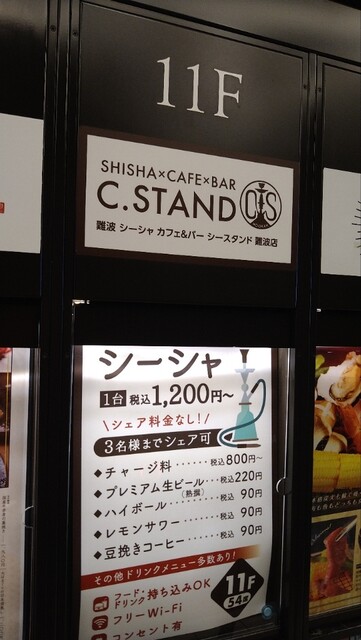 11F
SHISHA×CAFE×BAR
C.STAND
C S
難波 シーシャ カフェ&バー シースタンド 難波店
シーシャ
1台 税込 1,200円~
\シェア料金なし!/
3名様までシェア可
◆チャージ料・・・・・・税込 800円~
◆プレミアム生ビール・・・税込 220円
(熟撰)
◆ハイボール・・・・・・税込 90円
◆レモンサワー・・・・・税込 90円
◆豆挽きコーヒー・・・・税込 90円
その他ドリンクメニュー多数あり!
フード・ドリンク 持ち込みOK
フリーWi-Fi
コンセント有
11F
54席